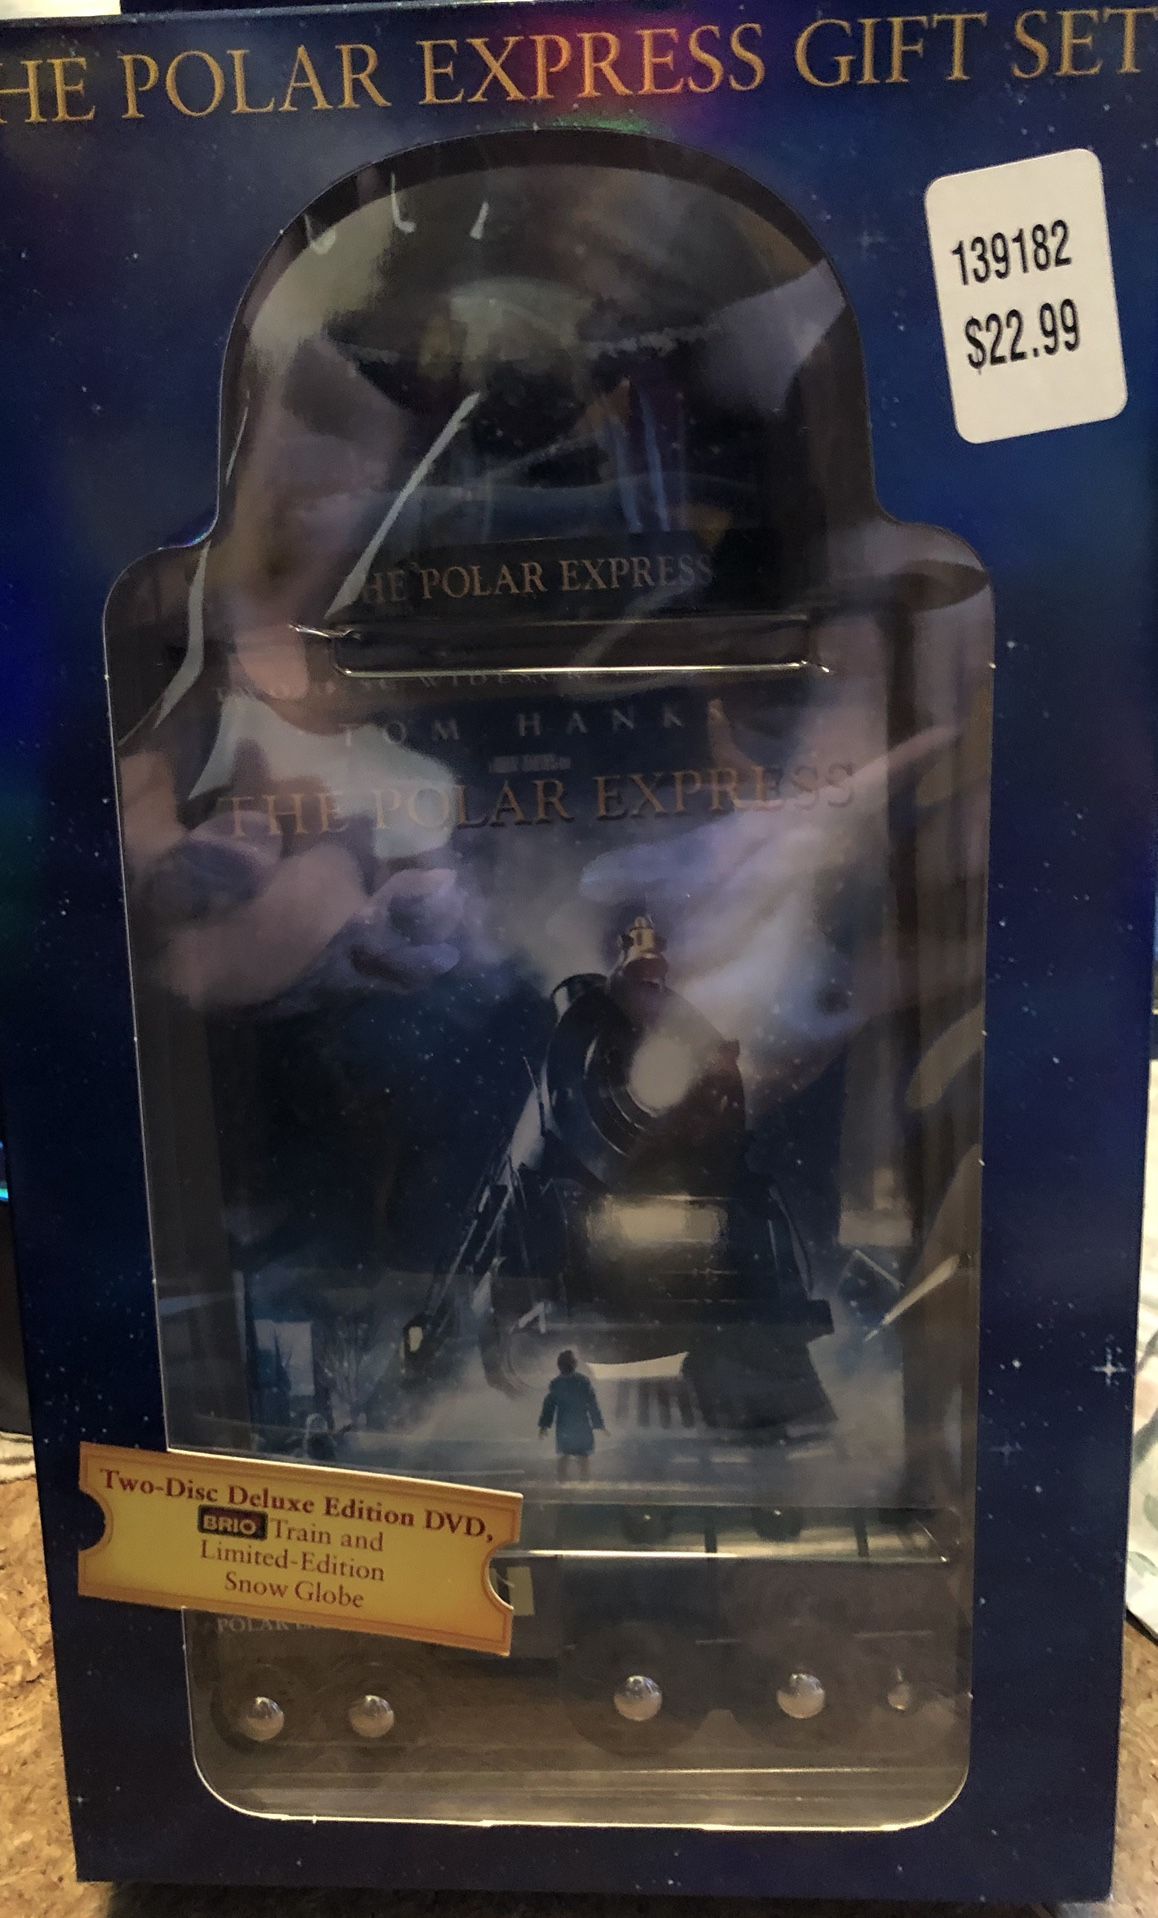 HE POLAR EXPRESS GIFT SET
139182
$22.99
HE POLAR EXPRESS
TOM HANKS
THE POLAR EXPRESS
Two-Disc Deluxe Edition DVD,
BRIO Train and
Limited-Edition
Snow Globe
POLAR